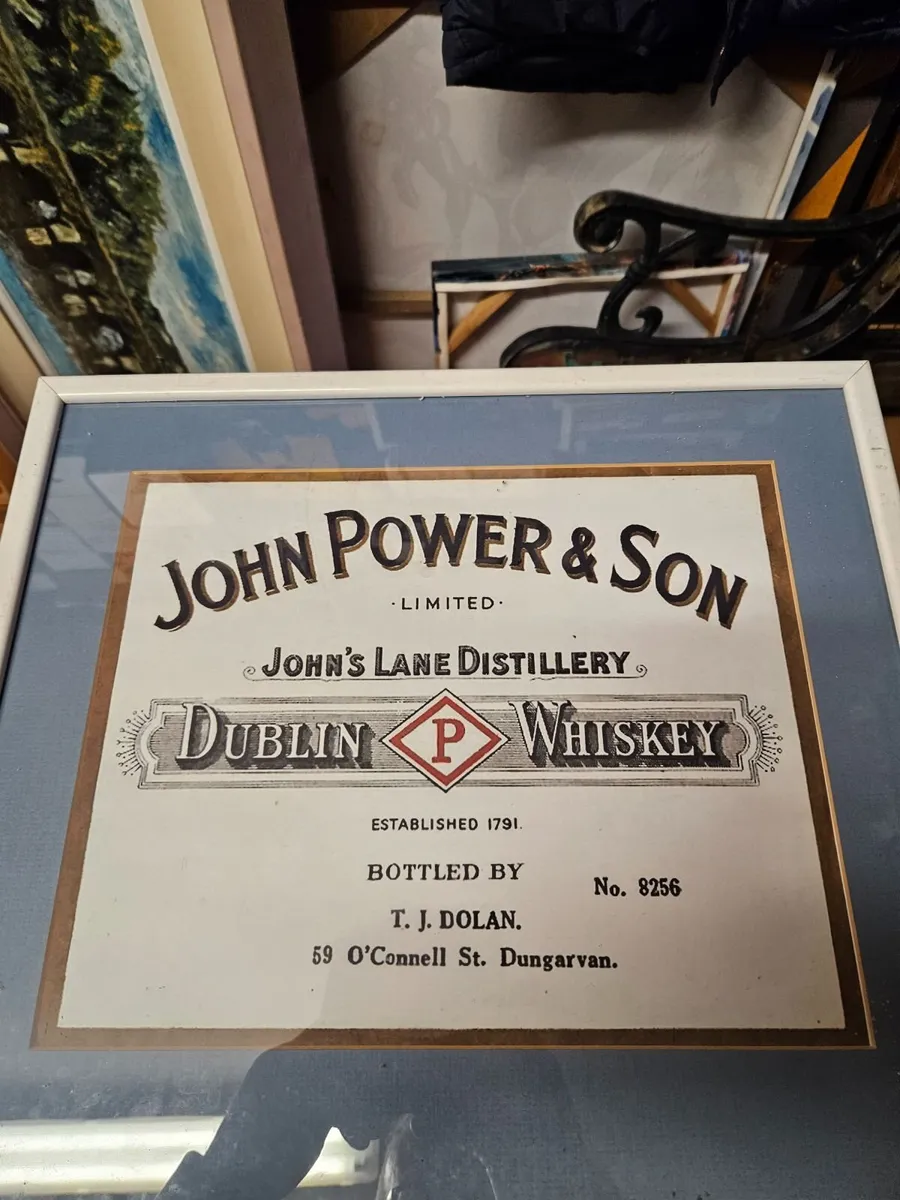 JOHN POWER & SON
·LIMITED·
JOHN'S LANE DISTILLERY
DUBLIN P WHISKEY
ESTABLISHED 1791.
BOTTLED BY
No. 8256
T. J. DOLAN.
59 O'Connell St. Dungarvan.